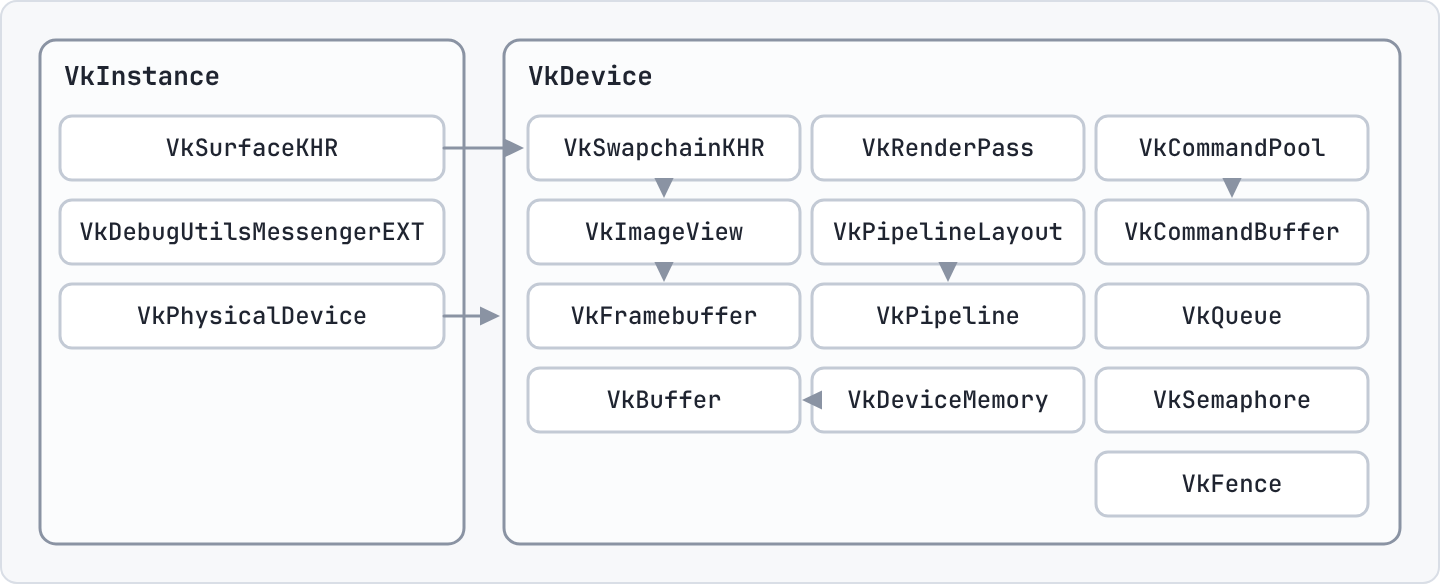 VkInstance
VkSurfaceKHR
VkDebugUtilsMessengerEXT
VkPhysicalDevice
VkDevice
VkSwapchainKHR
VkRenderPass
VkCommandPool
VkImageView
VkPipelineLayout
VkCommandBuffer
VkFramebuffer
VkPipeline
VkQueue
VkBuffer
VkDeviceMemory
VkSemaphore
VkFence